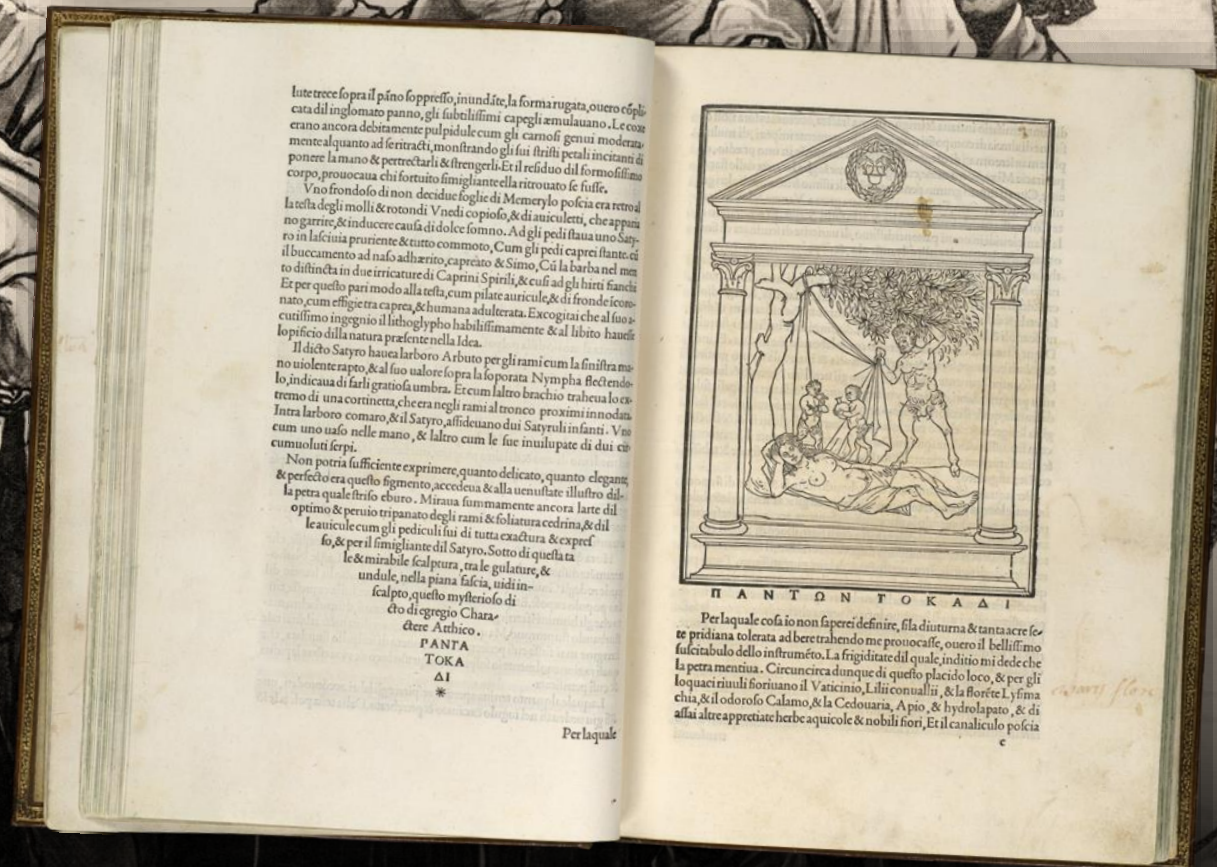 lute trece sopra il páno soppresso, inundáte, la forma rugata, ouero cópli-
cata dil inglomato panno, gli subtilissimi capegli æmulauano. Le coxe
erano ancora debitamente pulpidule cum gli carnosi genui moderata-
mente alquanto ad se ritracti, monstrando gli sui stristi petali incitanti di
ponere la mano & pertrectarli & strengerli. Et il residuo dil formosissimo
corpo, prouocaua chi fortuito simigliante ella ritrouato se fusse.
Vno frondoso di non decidue foglie di Memerylo poscia era retro al
la testa degli molli & rotondi Vnedi copioso, & di auiculetti, che apparia
no garrire, & inducere causa di dolce somno. Ad gli pedi staua uno Saty-
ro in lasciuia pruriente & tutto commoto, Cum gli pedi caprei stante. cú
il buccamento ad naso adhærito, capreato & Simo, Cú la barba nel men
to distincta in due irricature di Caprini Spirili, & cusi ad gli hirti fianchi
Et per questo pari modo alla testa, cum pilate auricule, & di fronde icoro-
nato, cum effigie tra caprea, & humana adulterata. Excogitai che al suo a-
cutissimo ingegnio il lithoglypho habilissimamente & al libito hauesse
lopificio dilla natura præsente nella Idea.
Il dicto Satyro hauea larboro Arbuto per gli rami cum la sinistra ma-
no uiolente rapto, & al suo ualore sopra la soporata Nympha flectendo-
lo, indicaua di farli gratiosa umbra. Et cum laltro brachio traheua lo ex-
tremo di una cortinetta, che era negli rami al tronco proximi innodata.
Intra larboro comaro, & il Satyro, assideuano dui Satyruli infanti. Vno
cum uno uaso nelle mano, & laltro cum le sue inuilupate di dui cir-
cumuoluti serpi.
Non potria sufficiente exprimere, quanto delicato, quanto elegante,
& perfecto era questo figmento, accedeua & alla uenustate illustro dil-
la petra quale striso eburo. Miraua summamente ancora larte dil
optimo & peruio tripanato degli rami & foliatura cedrina, & dil
le auicule cum gli pediculi sui di tutta exactura & expres
so, & per il simigliante dil Satyro. Sotto di questa ta
le & mirabile scalptura, tra le gulature, &
undule, nella piana fascia, uidi in-
scalpto, questo mysterioso di
cto di egregio Chara-
ctere Atthico.
ΡΑΝΤΑ
ΤΟΚΑ
ΔΙ
*
Per laquale
ΠΑΝΤΩΝ ΤΟΚΑΔΙ
Per laquale cosa io non saperei definire, si la diuturna & tanta acre se-
te pridiana tolerata ad bere trahendo me prouocasse, ouero il bellissimo
suscitabulo dello instruméto. La frigiditate dil quale, inditio mi dede che
la petra mentiua. Circuncirca dunque di questo placido loco, & per gli
loquaci riuuli fioriuano il Vaticinio, Lilii conuallii, & la floréte Lysima
chia, & il odoroso Calamo, & la Cedouaria, Apio, & hydrolapato, & di
assai altre appretiate herbe aquicole & nobili fiori, Et il canaliculo poscia
c